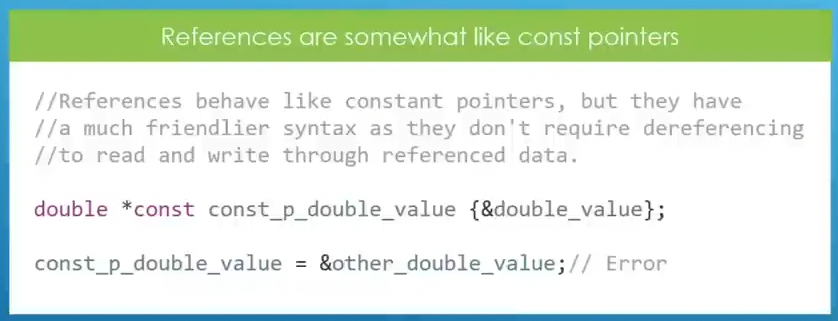 References are somewhat like const pointers
//References behave like constant pointers, but they have
//a much friendlier syntax as they don't require dereferencing
//to read and write through referenced data.
double *const const_p_double_value {&double_value};
const_p_double_value = &other_double_value;// Error